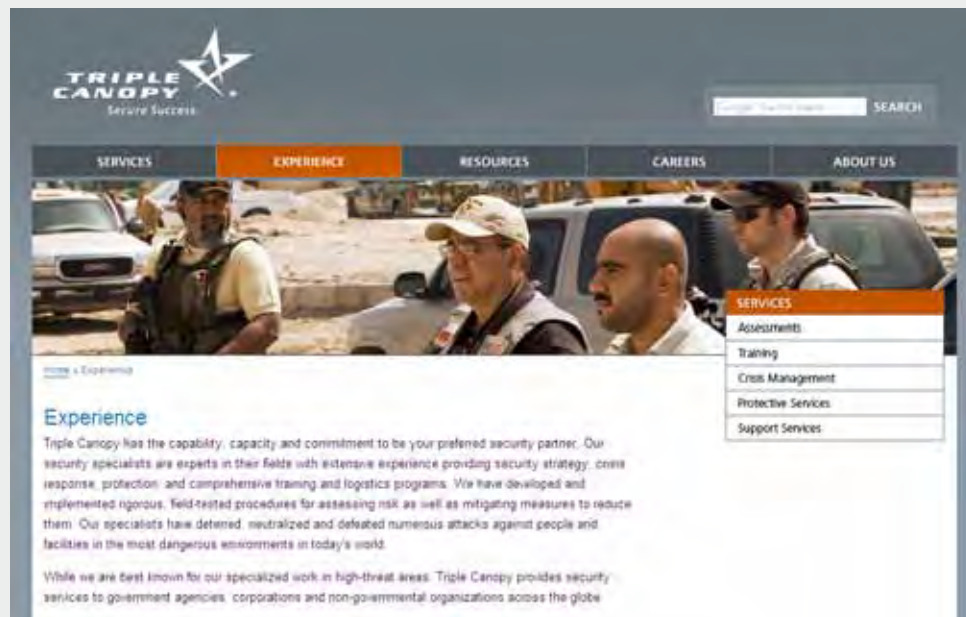 TRIPLE
CANOPY
Secure Success
SEARCH
SERVICES EXPERIENCE RESOURCES CAREERS ABOUT US
SERVICES
Assessments
Training
Crisis Management
Protective Services
Support Services
HOME » Experience
Experience
Triple Canopy has the capability, capacity and commitment to be your preferred security partner. Our
security specialists are experts in their fields with extensive experience providing security strategy, crisis
response, protection, and comprehensive training and logistics programs. We have developed and
implemented rigorous, field-tested procedures for assessing risk as well as mitigating measures to reduce
them. Our specialists have deterred, neutralized and defeated numerous attacks against people and
facilities in the most dangerous environments in today's world.
While we are best known for our specialized work in high-threat areas, Triple Canopy provides security
services to government agencies, corporations and non-governmental organizations across the globe.